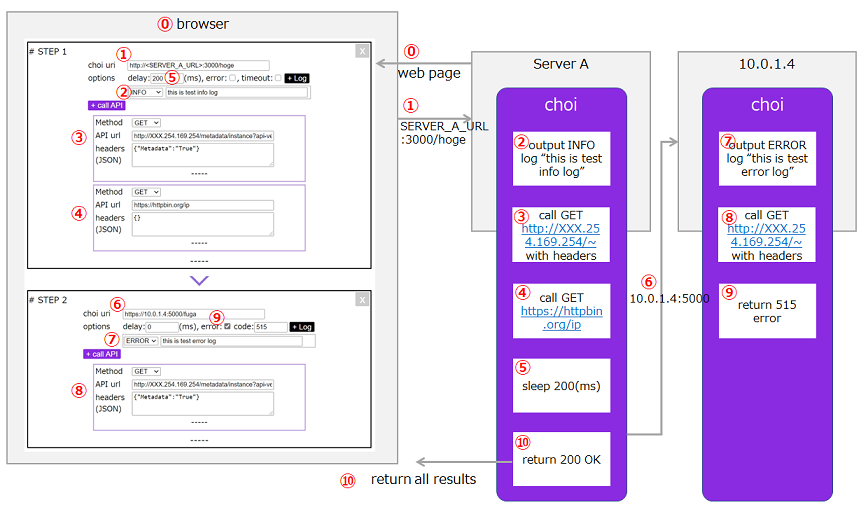 ⓪ browser
# STEP 1
X
①
choi uri http://<SERVER_A_URL>:3000/hoge
options delay: 200 ⑤ (ms), error: , timeout: + Log
② INFO this is test info log
+ call API
Method GET
③ API url http://XXX.254.169.254/metadata/instance?api-ve
headers {"Metadata":"True"}
(JSON)
-----
Method GET
④ API url https://httpbin.org/ip
headers {}
(JSON)
-----
-----
# STEP 2
X
⑥
choi uri https://10.0.1.4:5000/fuga
options delay: 0 (ms), error: ⑨ code: 515 + Log
⑦ ERROR this is test error log
+ call API
Method GET
⑧ API url http://XXX.254.169.254/metadata/instance?api-ve
headers {"Metadata":"True"}
(JSON)
-----
-----
⓪
web page
①
SERVER_A_URL
:3000/hoge
Server A
choi
②
output INFO
log “this is test
info log”
③
call GET
http://XXX.25
4.169.254/~
with headers
④
call GET
https://httpbin
.org/ip
⑤
sleep 200(ms)
⑩
return 200 OK
⑩ return all results
⑥
10.0.1.4:5000
10.0.1.4
choi
⑦
output ERROR
log “this is test
error log”
⑧
call GET
http://XXX.25
4.169.254/~
with headers
⑨
return 515
error